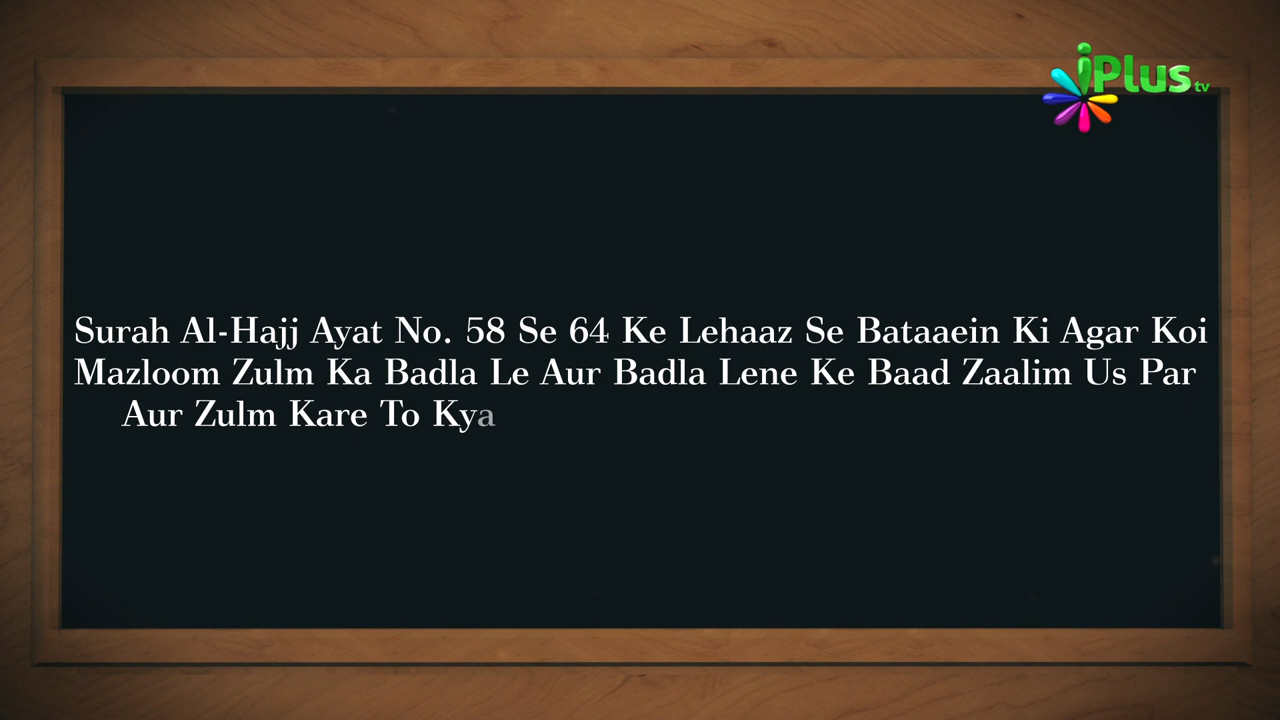 iPlus tv
Surah Al-Hajj Ayat No. 58 Se 64 Ke Lehaaz Se Bataaein Ki Agar Koi
Mazloom Zulm Ka Badla Le Aur Badla Lene Ke Baad Zaalim Us Par
Aur Zulm Kare To Kya